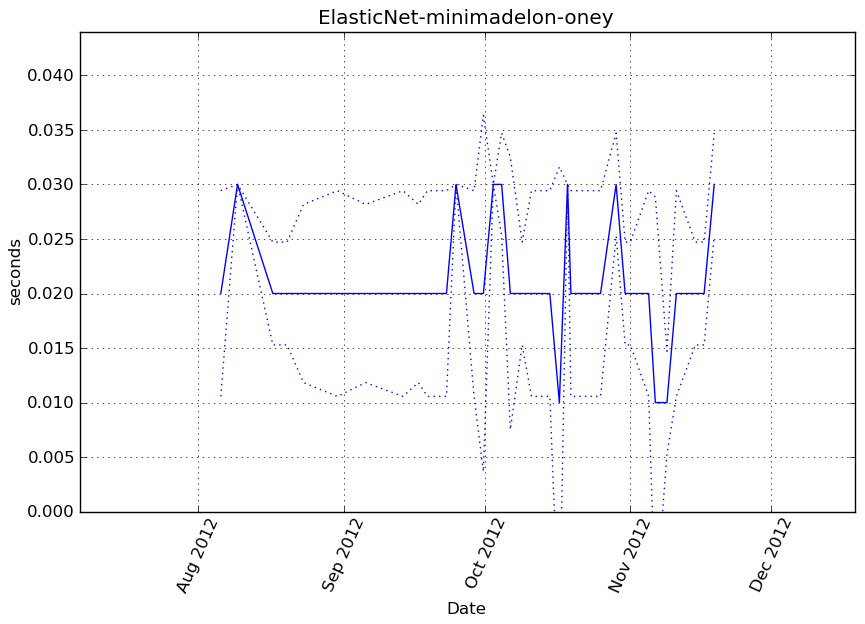 ElasticNet-minimadelon-oney
0.040
0.035
0.030
0.025
0.020
0.015
0.010
0.005
0.000
seconds
Aug 2012
Sep 2012
Oct 2012
Nov 2012
Dec 2012
Date